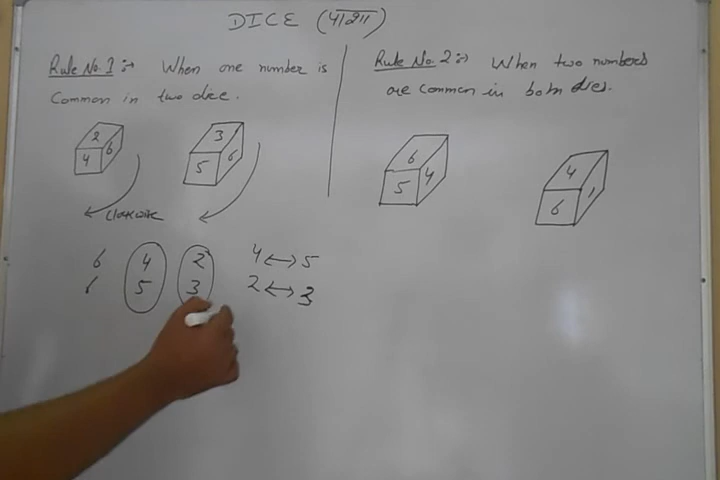 DICE (पासा)
Rule No. 1 :→ When one number is
Common in two dice.
2
4 6
3
5 6
Clockwise
6 4 2
6 5 3
4 ↔ 5
2 ↔ 3
Rule No. 2 :→ When two numbers
are common in both dies.
6
5 4
4
6 1